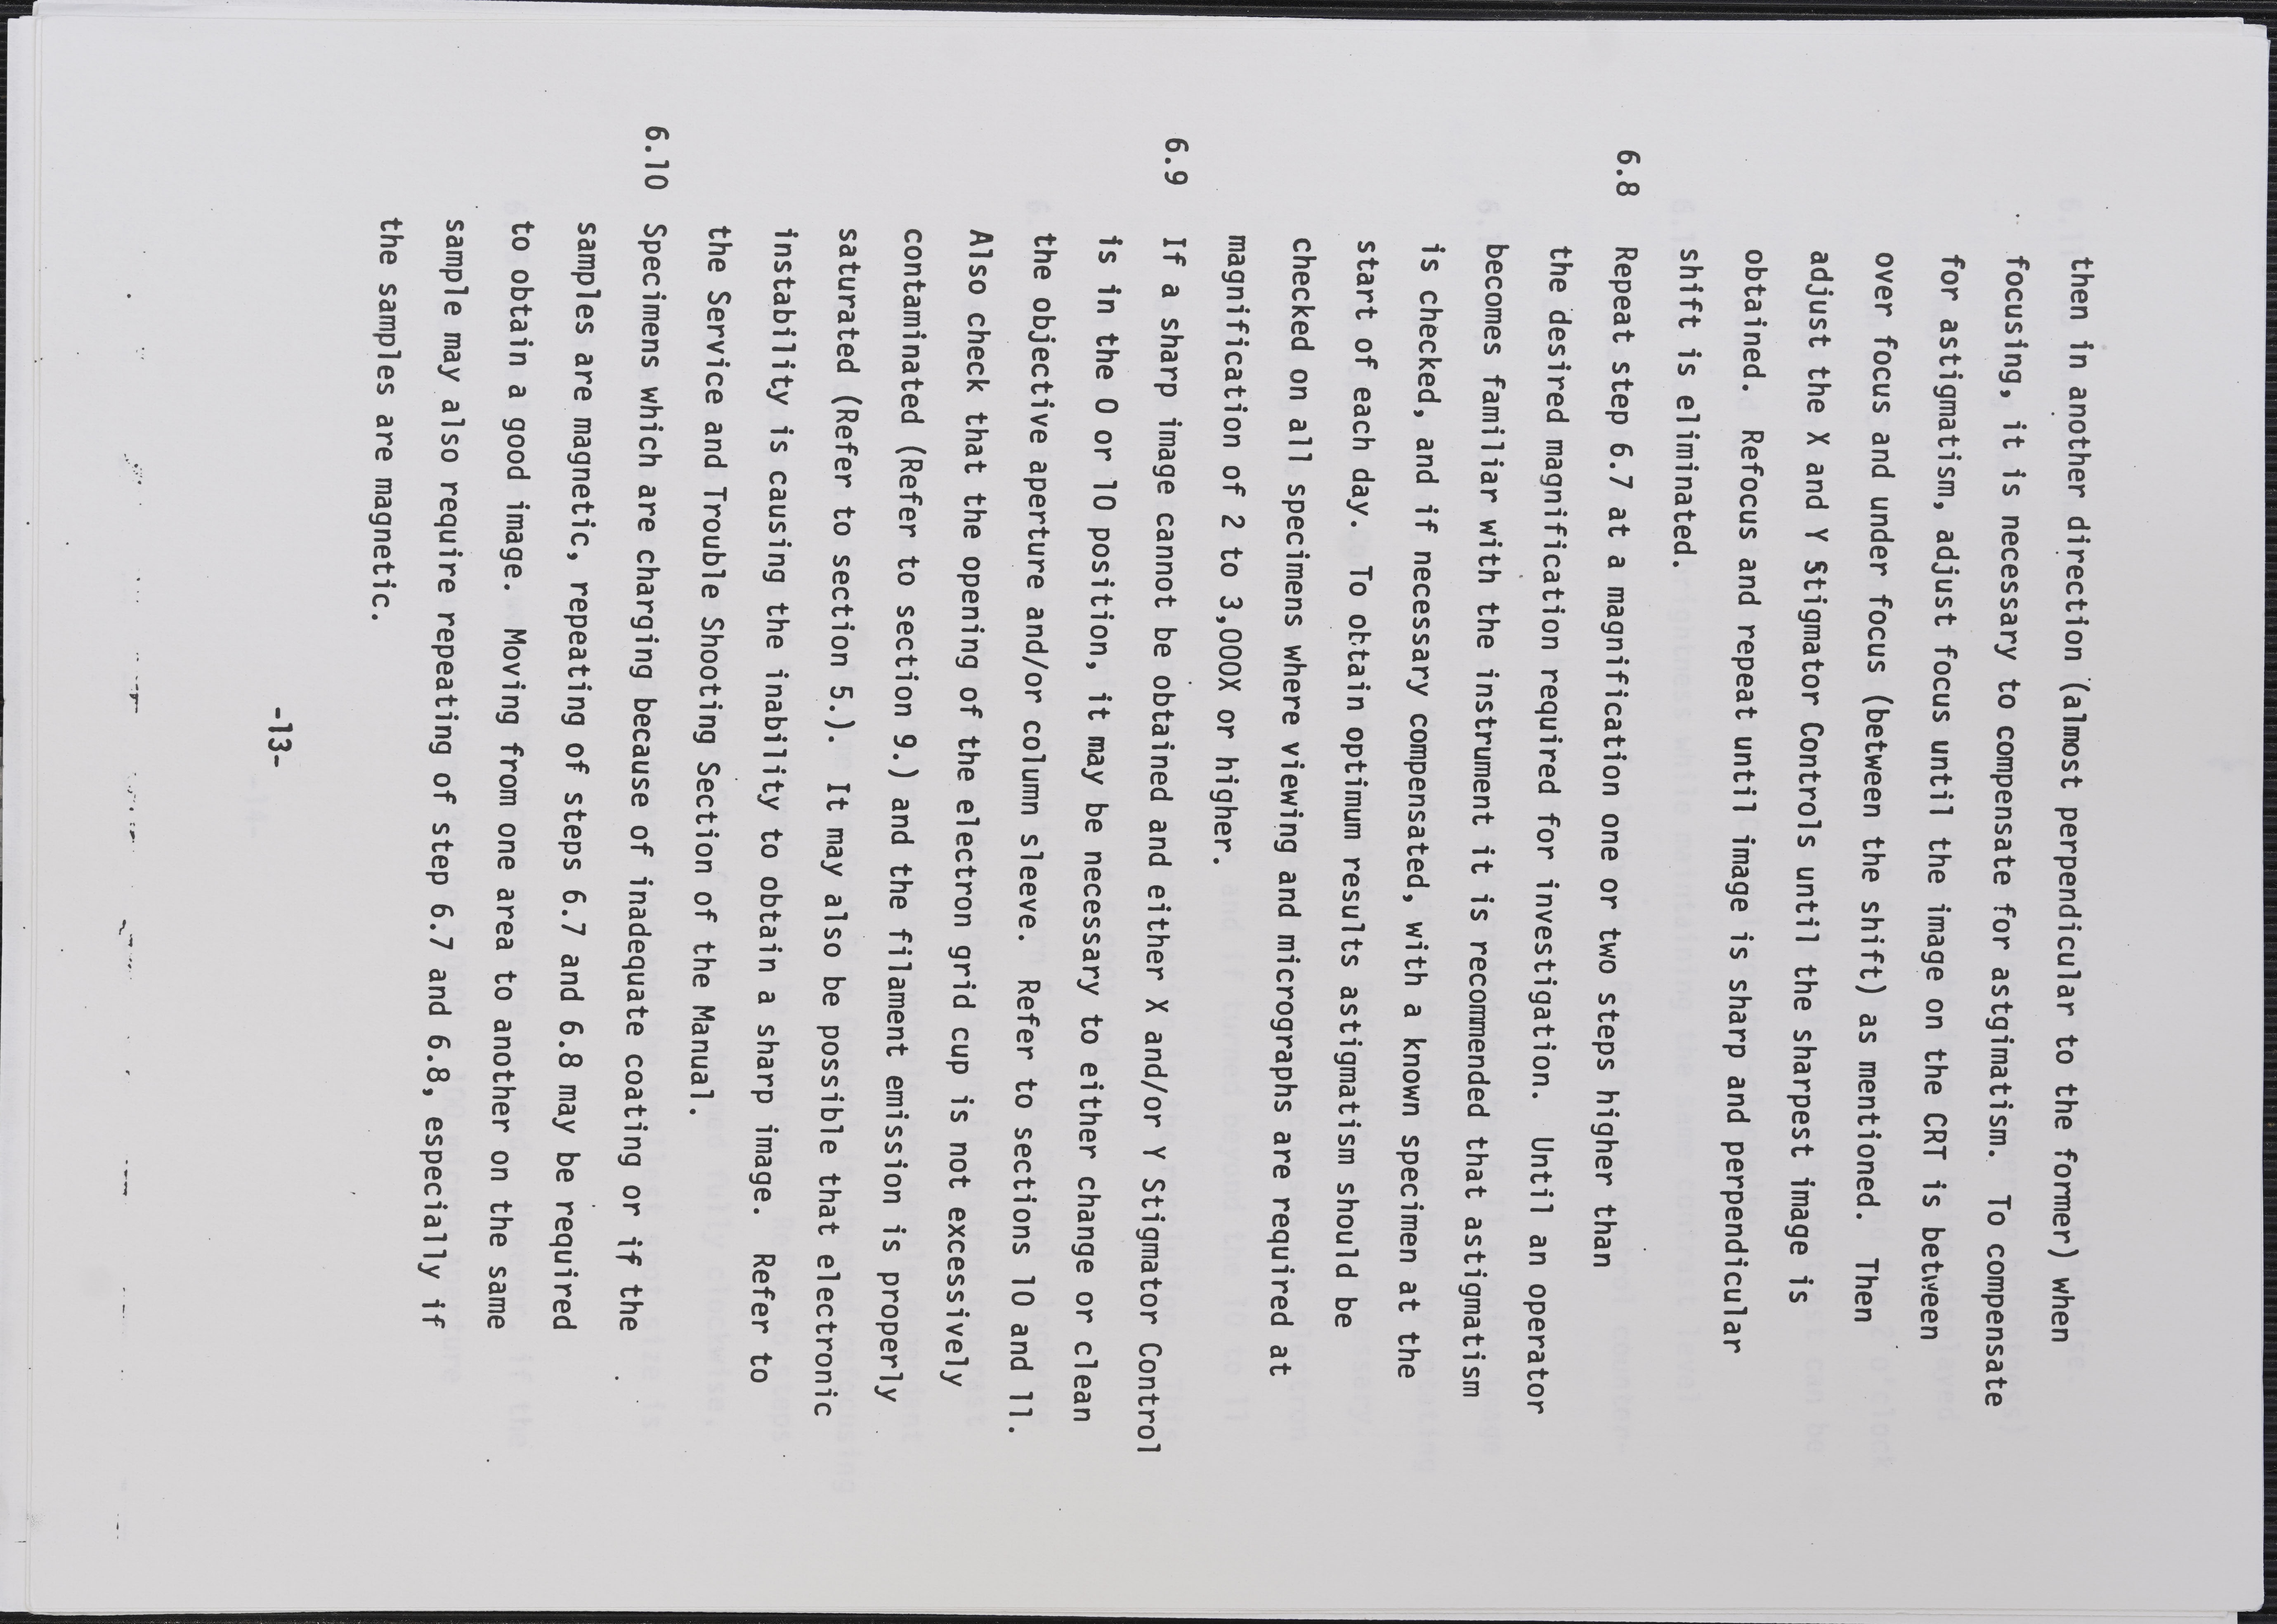 then in another direction (almost perpendicular to the former) when
focusing, it is necessary to compensate for astgimatism. To compensate
for astigmatism, adjust focus until the image on the CRT is between
over focus and under focus (between the shift) as mentioned. Then
adjust the X and Y Stigmator Controls until the sharpest image is
obtained. Refocus and repeat until image is sharp and perpendicular
shift is eliminated.
6.8 Repeat step 6.7 at a magnification one or two steps higher than
the desired magnification required for investigation. Until an operator
becomes familiar with the instrument it is recommended that astigmatism
is checked, and if necessary compensated, with a known specimen at the
start of each day. To obtain optimum results astigmatism should be
checked on all specimens where viewing and micrographs are required at
magnification of 2 to 3,000X or higher.
6.9 If a sharp image cannot be obtained and either X and/or Y Stigmator Control
is in the 0 or 10 position, it may be necessary to either change or clean
the objective aperture and/or column sleeve. Refer to sections 10 and 11.
Also check that the opening of the electron grid cup is not excessively
contaminated (Refer to section 9.) and the filament emission is properly
saturated (Refer to section 5.). It may also be possible that electronic
instability is causing the inability to obtain a sharp image. Refer to
the Service and Trouble Shooting Section of the Manual.
6.10 Specimens which are charging because of inadequate coating or if the
samples are magnetic, repeating of steps 6.7 and 6.8 may be required
to obtain a good image. Moving from one area to another on the same
sample may also require repeating of step 6.7 and 6.8, especially if
the samples are magnetic.
-13-